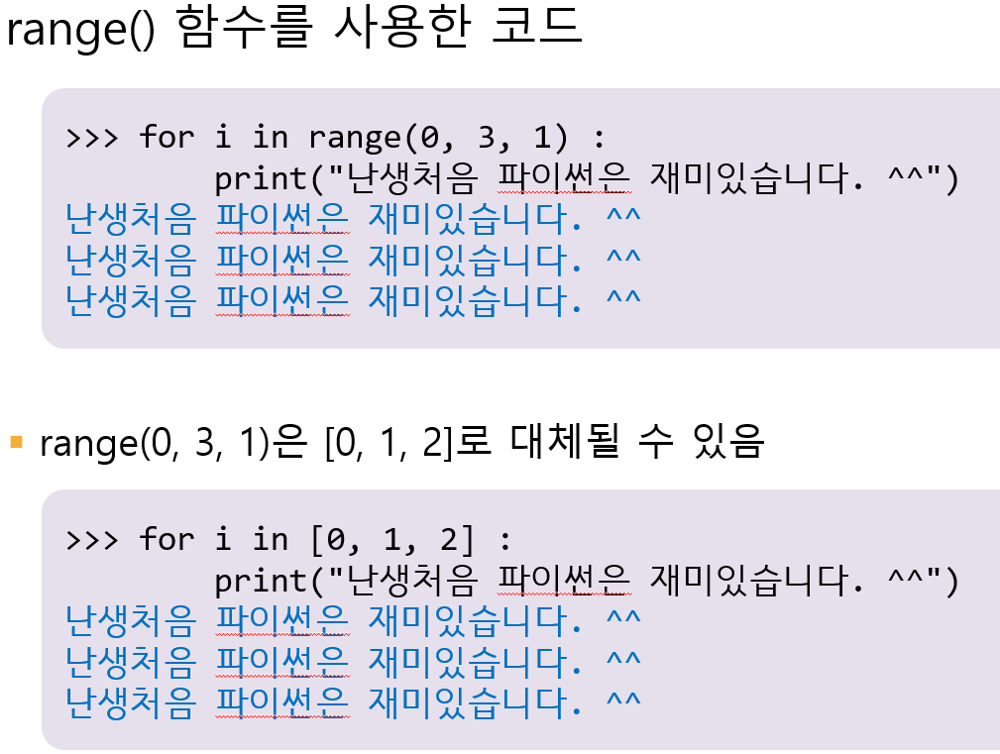 range() 함수를 사용한 코드
>>> for i in range(0, 3, 1) :
print("난생처음 파이썬은 재미있습니다. ^^")
난생처음 파이썬은 재미있습니다. ^^
난생처음 파이썬은 재미있습니다. ^^
난생처음 파이썬은 재미있습니다. ^^
▪ range(0, 3, 1)은 [0, 1, 2]로 대체될 수 있음
>>> for i in [0, 1, 2] :
print("난생처음 파이썬은 재미있습니다. ^^")
난생처음 파이썬은 재미있습니다. ^^
난생처음 파이썬은 재미있습니다. ^^
난생처음 파이썬은 재미있습니다. ^^